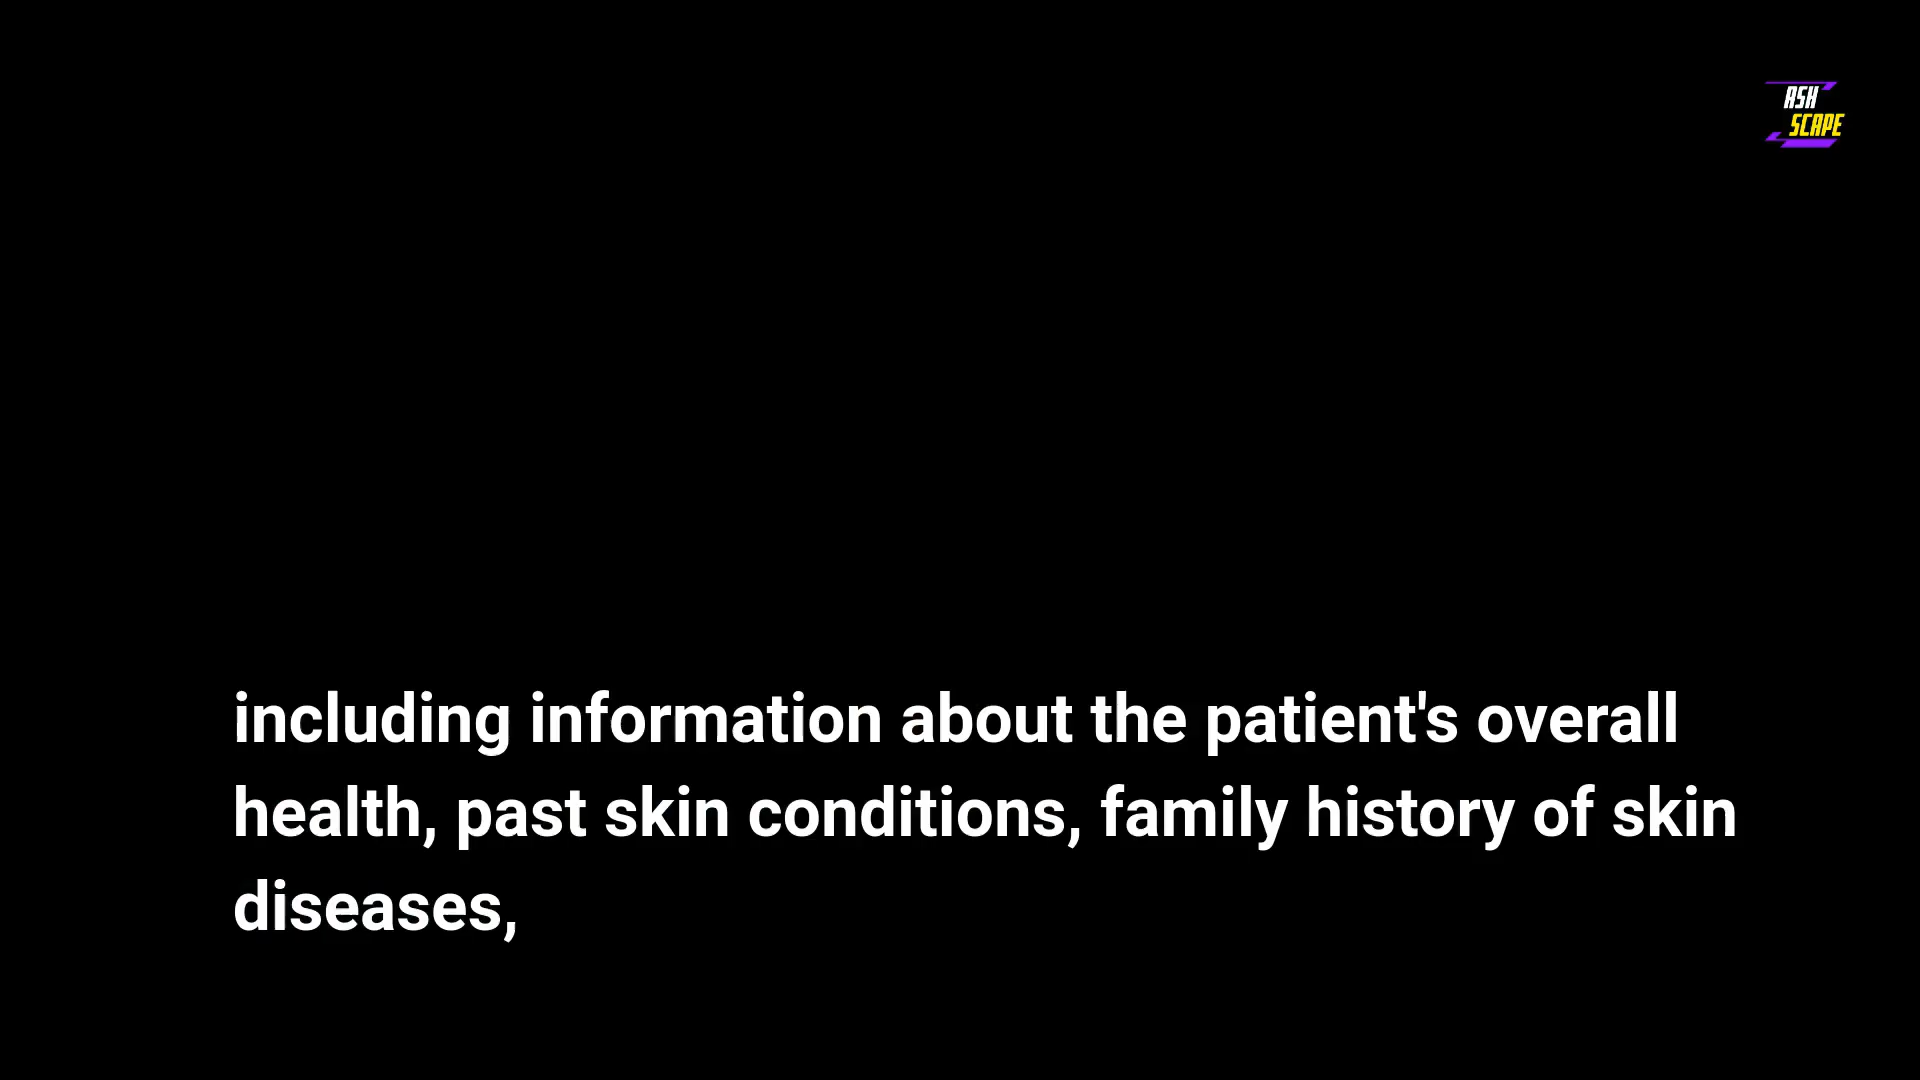 ASH
SCAPE
including information about the patient's overall
health, past skin conditions, family history of skin
diseases,